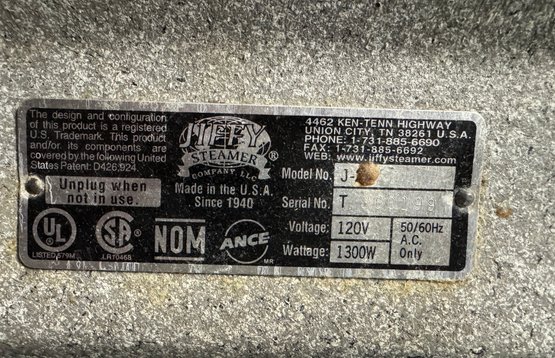 The design and configuration
of this product is a registered
U.S. Trademark. This product
and/or its components are
covered by the following United
States Patent: D426,924.
Unplug when
not in use.
UL
LISTED 579M
SA
LR10468
JIFFY
STEAMER
®
COMPANY, LLC
Made in the U.S.A.
Since 1940
NOM
ANCE
MR
4462 KEN-TENN HIGHWAY
UNION CITY, TN 38261 U.S.A.
PHONE: 1-731-885-6690
FAX: 1-731-885-6692
WEB: www.jiffysteamer.com
Model No. J-
Serial No. T
Voltage: 120V
Wattage: 1300W
50/60Hz
A.C.
Only